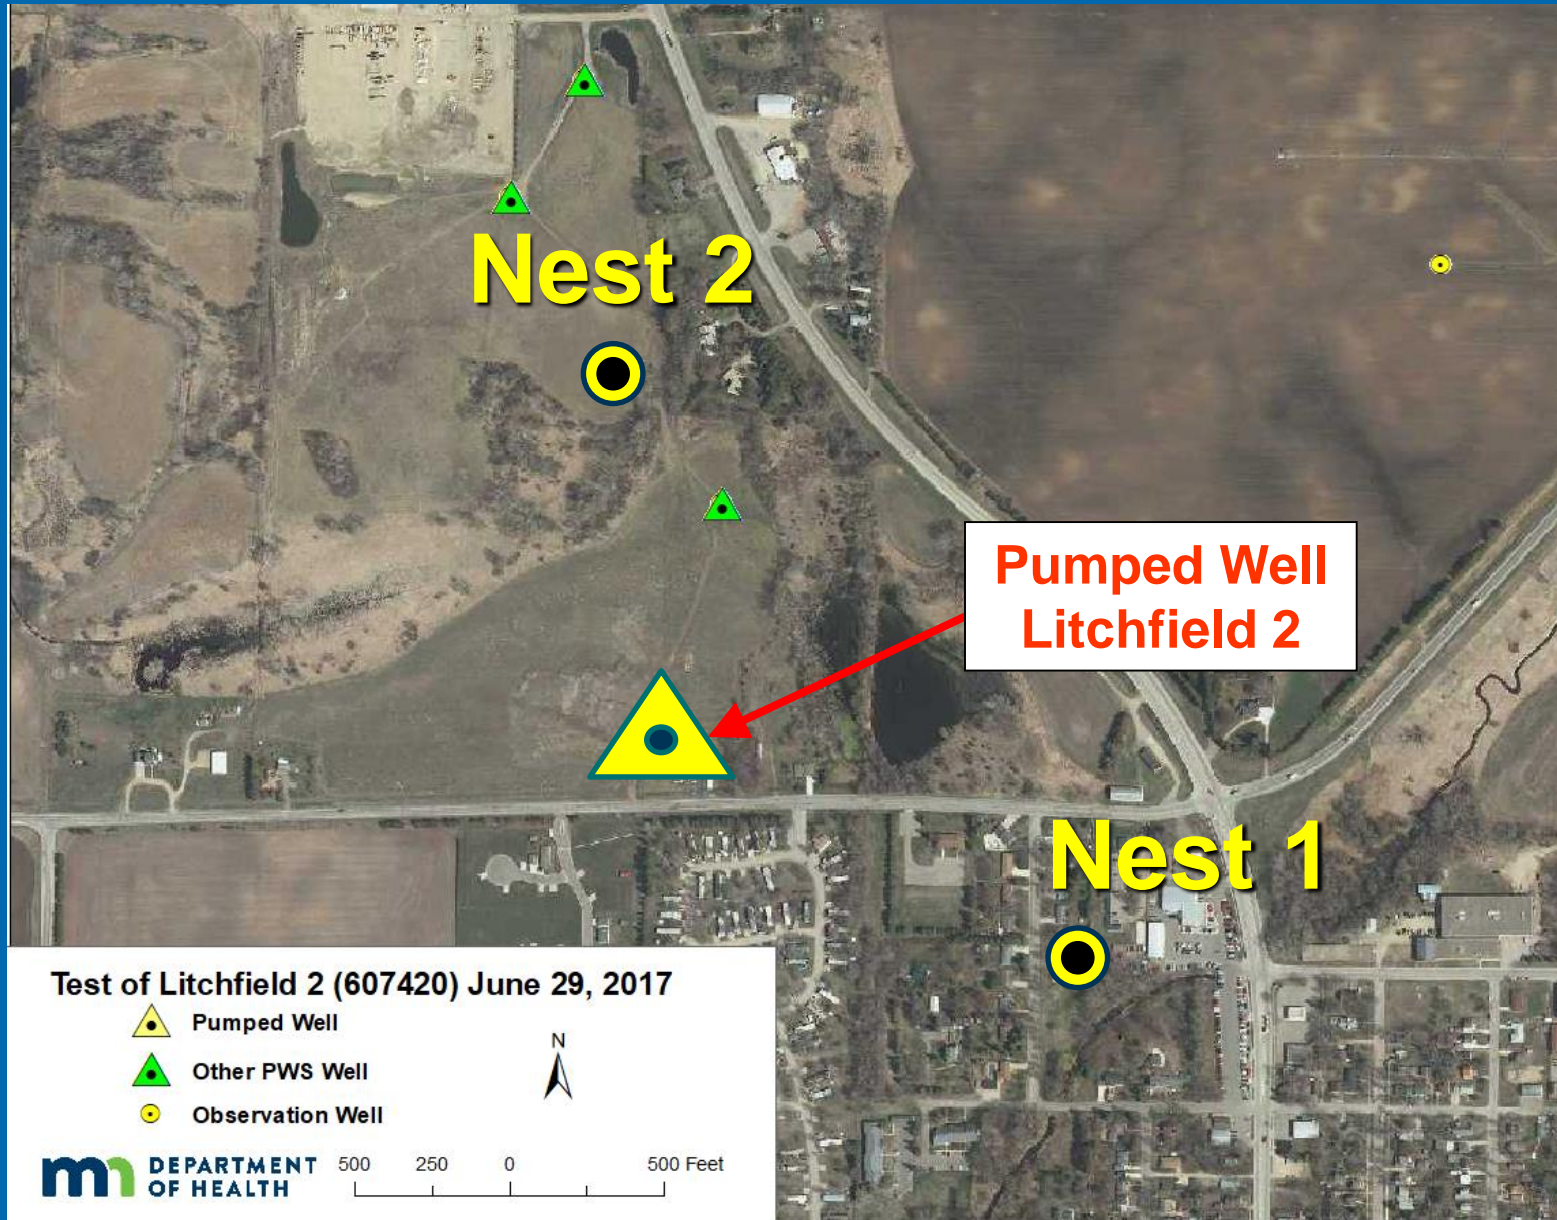 Nest 2
Pumped Well
Litchfield 2
Nest 1
Test of Litchfield 2 (607420) June 29, 2017
Pumped Well
Other PWS Well
Observation Well
N
mn DEPARTMENT
OF HEALTH
500 250 0 500 Feet